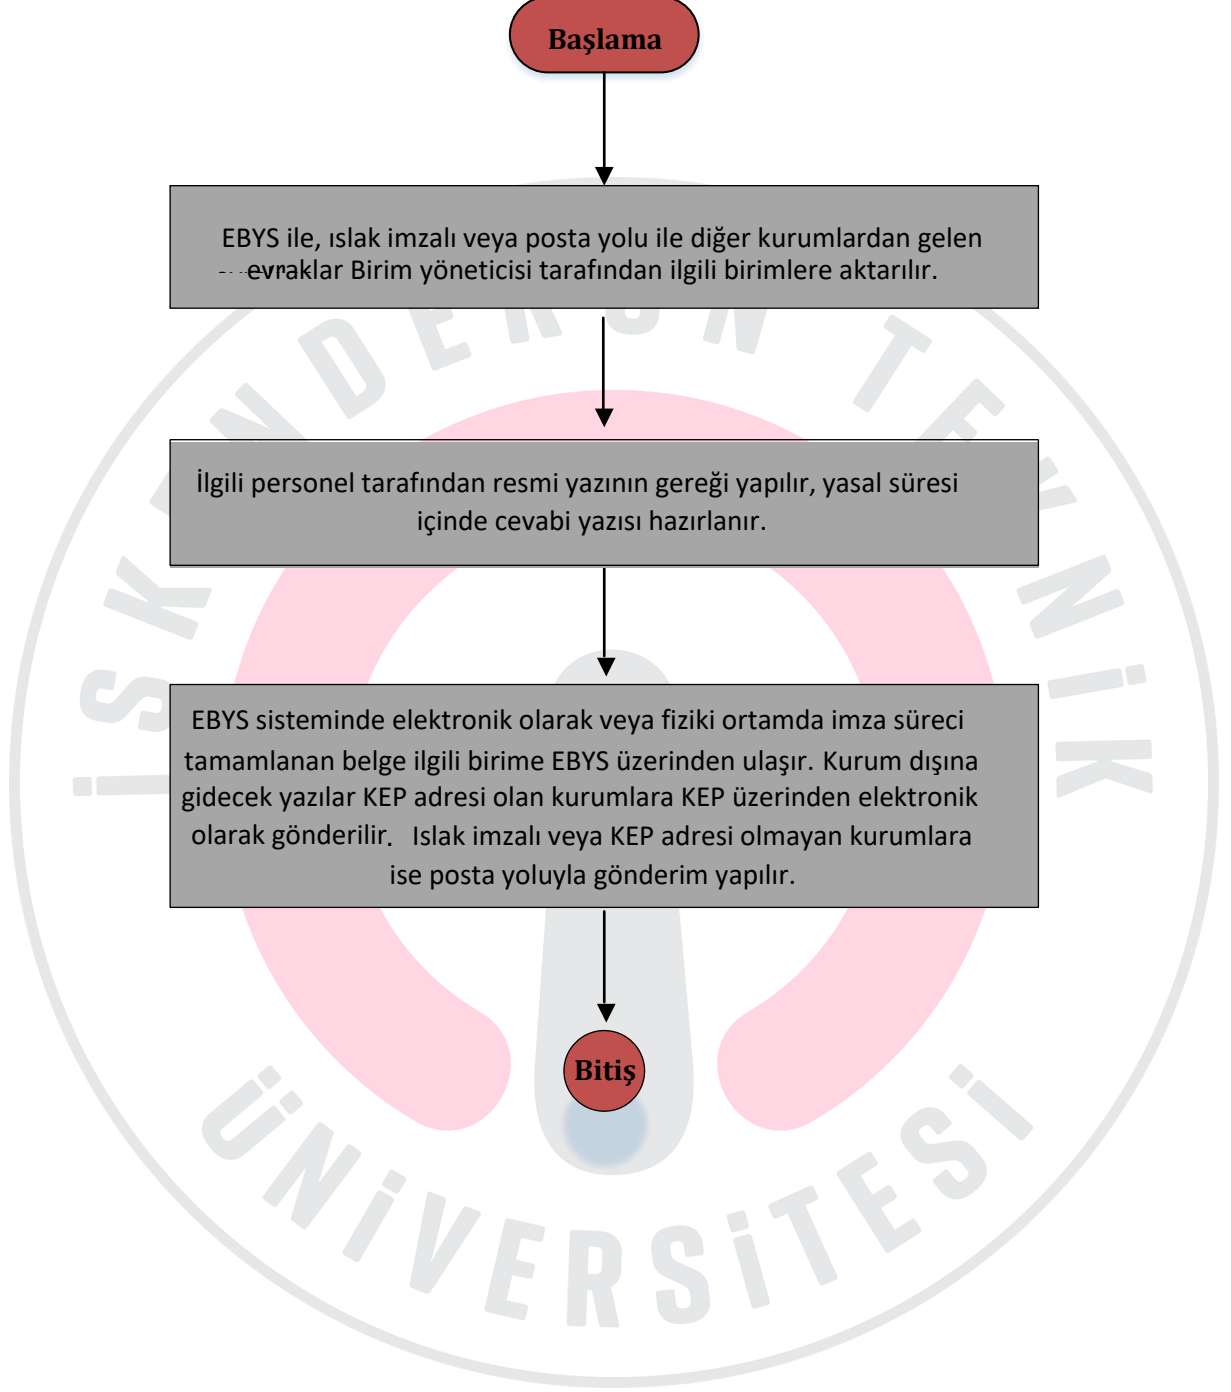 Başlama
EBYS ile, ıslak imzalı veya posta yolu ile diğer kurumlardan gelen
evraklar Birim yöneticisi tarafından ilgili birimlere aktarılır.
İlgili personel tarafından resmi yazının gereği yapılır, yasal süresi
içinde cevabi yazısı hazırlanır.
EBYS sisteminde elektronik olarak veya fiziki ortamda imza süreci
tamamlanan belge ilgili birime EBYS üzerinden ulaşır. Kurum dışına
gidecek yazılar KEP adresi olan kurumlara KEP üzerinden elektronik
olarak gönderilir. Islak imzalı veya KEP adresi olmayan kurumlara
ise posta yoluyla gönderim yapılır.
Bitiş
İSKENDERUN TEKNİK
ÜNİVERSİTESİ